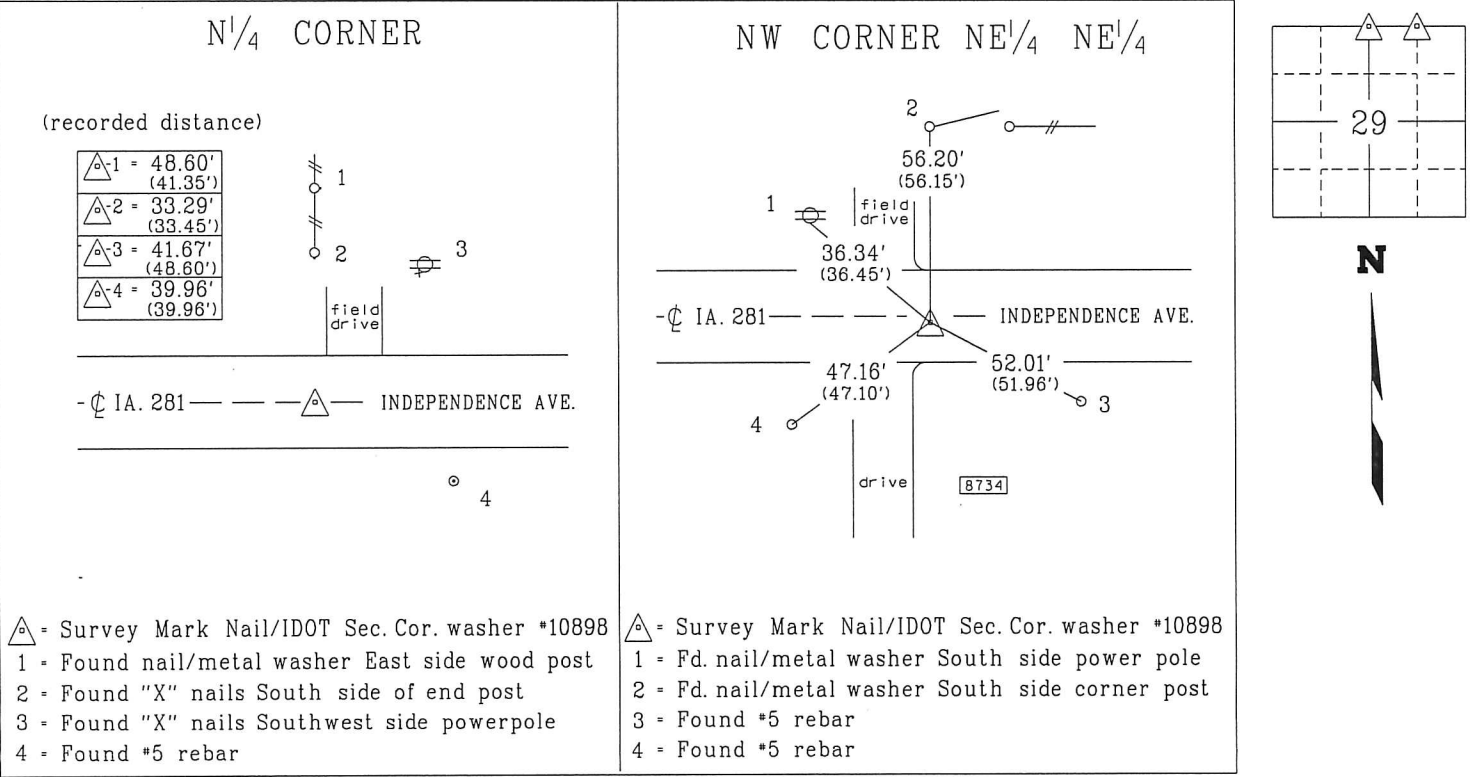 N1/4 CORNER
(recorded distance)
-1 = 48.60'
(41.35')
-2 = 33.29'
(33.45')
-3 = 41.67'
(48.60')
-4 = 39.96'
(39.96')
1
2
3
field
drive
-℄ IA. 281 INDEPENDENCE AVE.
4
= Survey Mark Nail/IDOT Sec. Cor. washer #10898
1 = Found nail/metal washer East side wood post
2 = Found "X" nails South side of end post
3 = Found "X" nails Southwest side powerpole
4 = Found #5 rebar
NW CORNER NE1/4 NE1/4
2
56.20'
(56.15')
1
field
drive
36.34'
(36.45')
-℄ IA. 281 INDEPENDENCE AVE.
47.16'
(47.10')
52.01'
(51.96')
3
4
drive
8734
= Survey Mark Nail/IDOT Sec. Cor. washer #10898
1 = Fd. nail/metal washer South side power pole
2 = Fd. nail/metal washer South side corner post
3 = Found #5 rebar
4 = Found #5 rebar
29
N